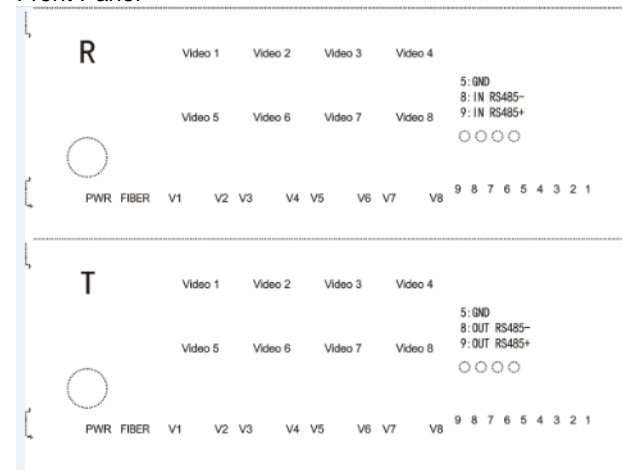 Front Panel
R
Video 1 Video 2 Video 3 Video 4
5:GND
8:IN RS485-
9:IN RS485+
Video 5 Video 6 Video 7 Video 8
PWR FIBER V1 V2 V3 V4 V5 V6 V7 V8
9 8 7 6 5 4 3 2 1
T
Video 1 Video 2 Video 3 Video 4
5:GND
8:OUT RS485-
9:OUT RS485+
Video 5 Video 6 Video 7 Video 8
PWR FIBER V1 V2 V3 V4 V5 V6 V7 V8
9 8 7 6 5 4 3 2 1